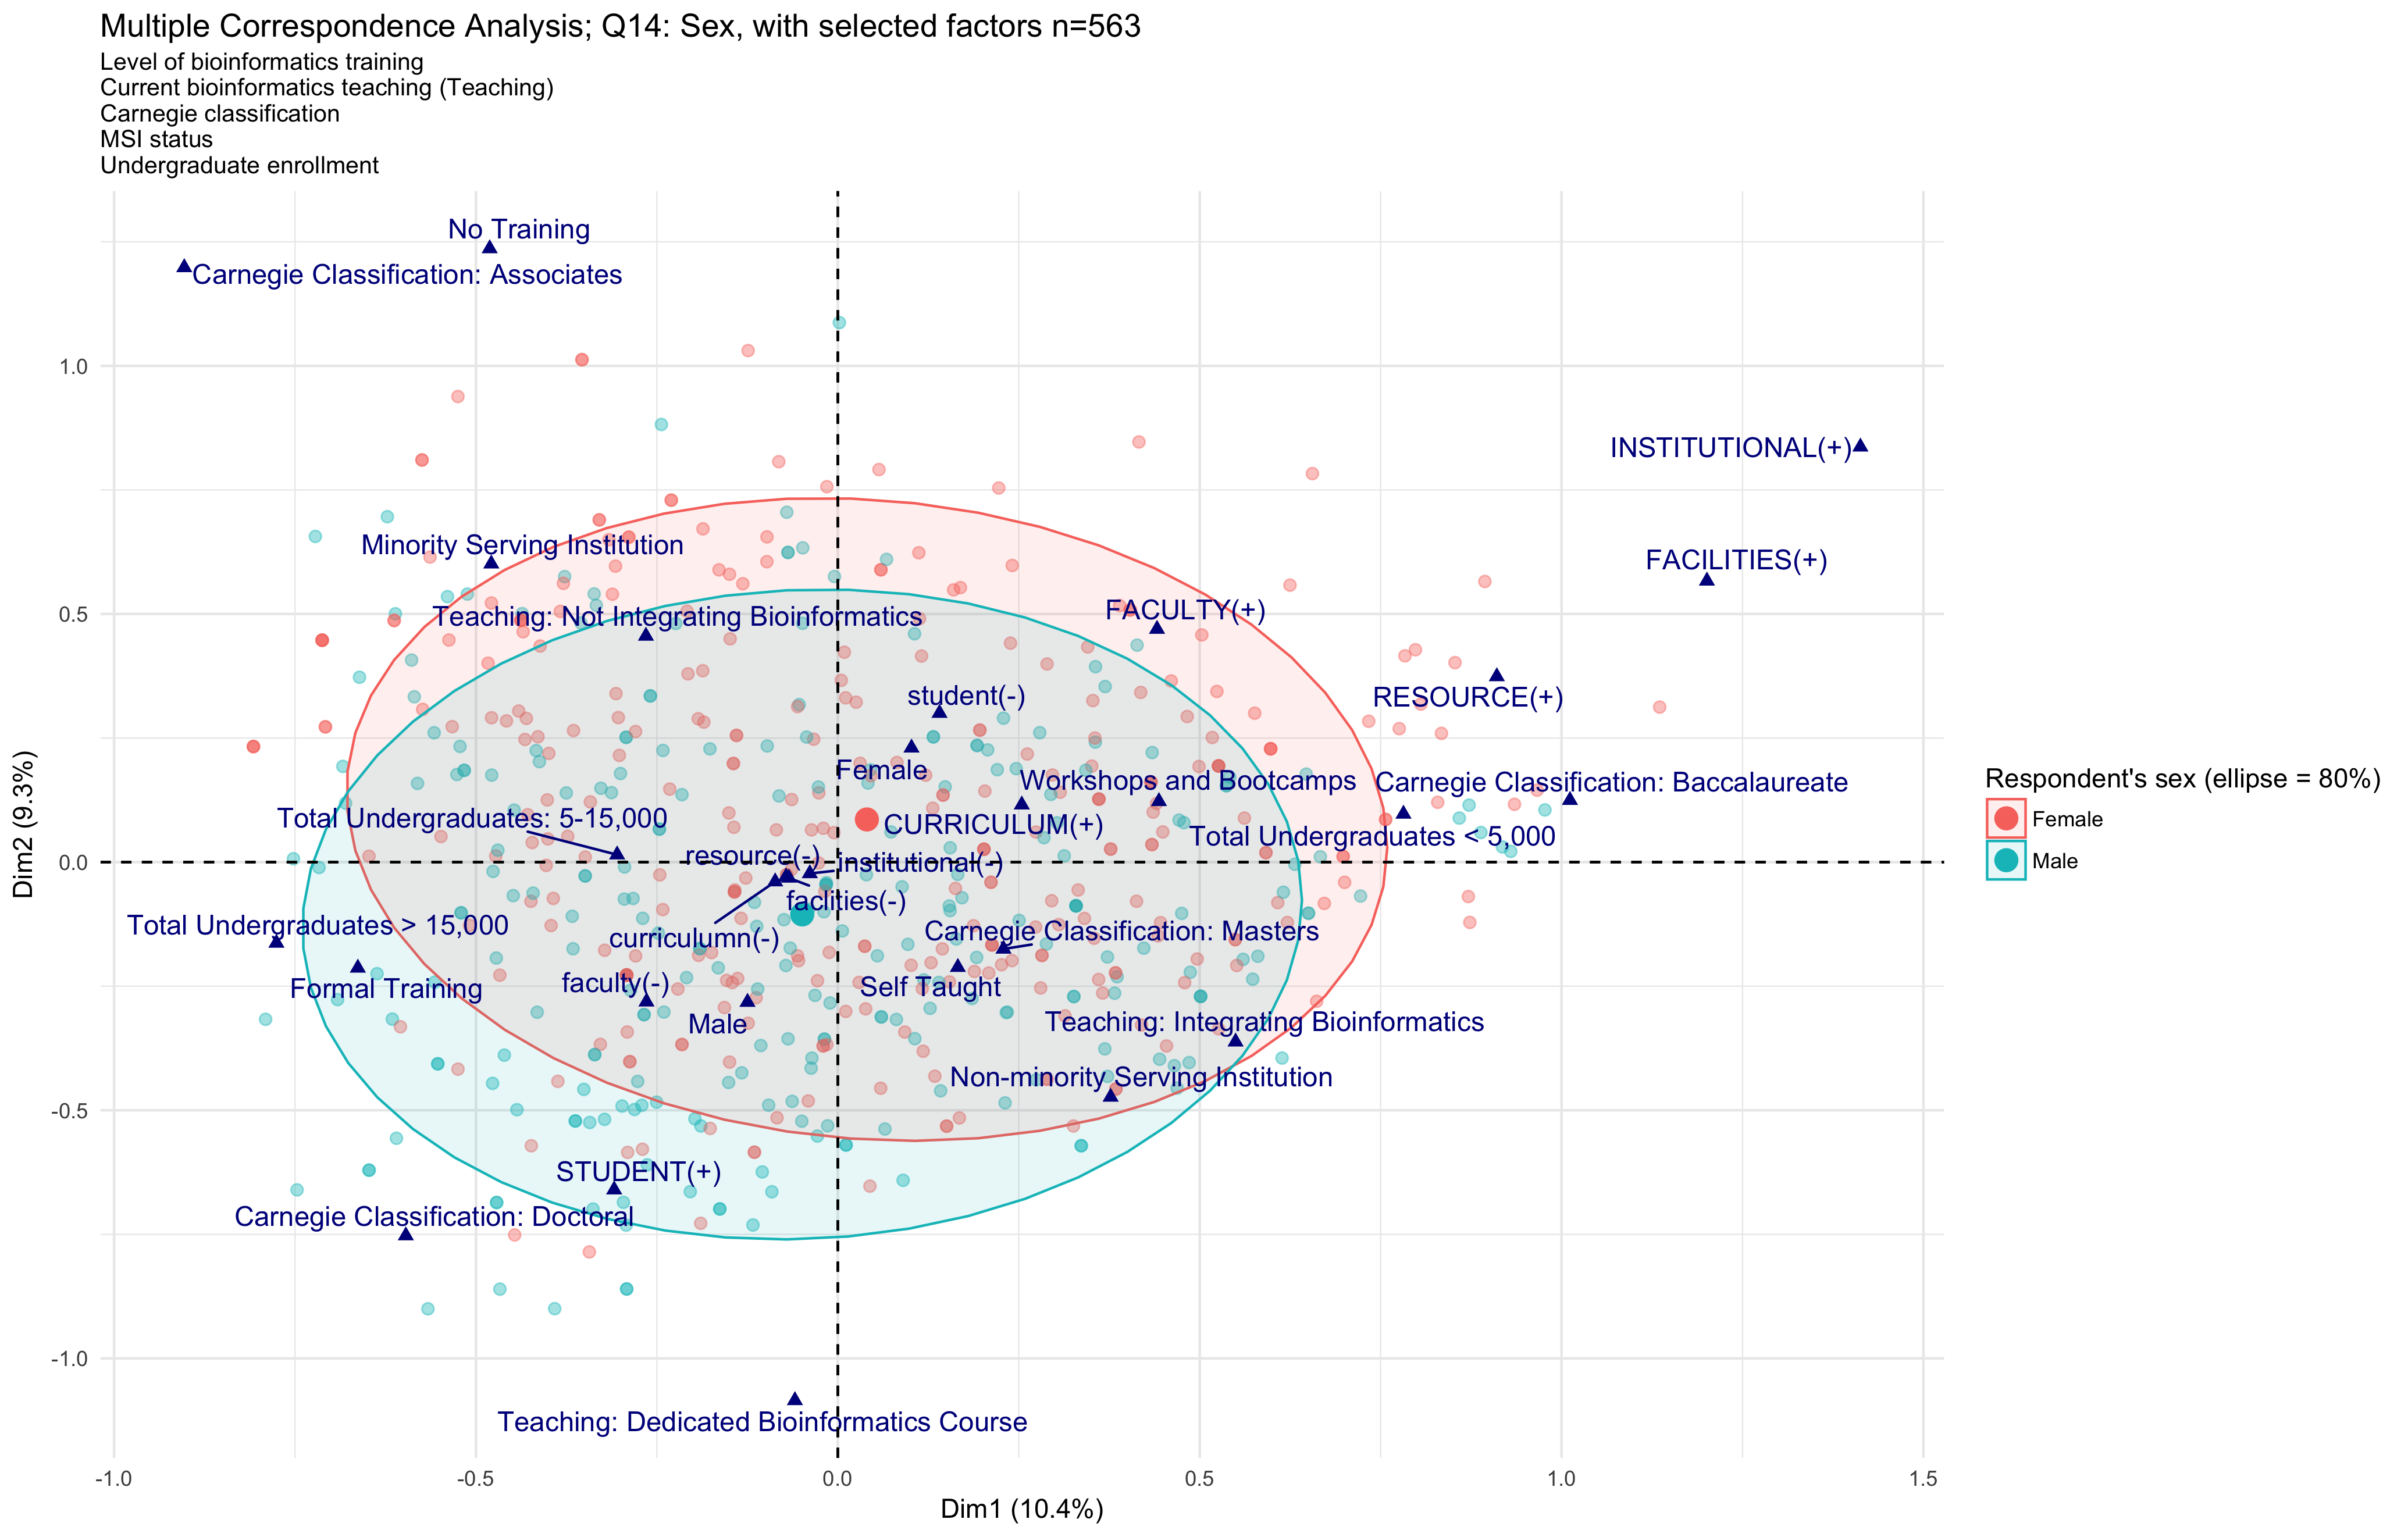 Multiple Correspondence Analysis; Q14: Sex, with selected factors n=563
Level of bioinformatics training
Current bioinformatics teaching (Teaching)
Carnegie classification
MSI status
Undergraduate enrollment
No Training
Carnegie Classification: Associates
INSTITUTIONAL(+)
Minority Serving Institution
FACILITIES(+)
Teaching: Not Integrating Bioinformatics
FACULTY(+)
student(-)
RESOURCE(+)
Female
Workshops and Bootcamps
Carnegie Classification: Baccalaureate
Total Undergraduates: 5-15,000
CURRICULUM(+)
Total Undergraduates < 5,000
resource(-)
institutional(-)
faclities(-)
Total Undergraduates > 15,000
curriculumn(-)
Carnegie Classification: Masters
Formal Training
faculty(-)
Self Taught
Male
Teaching: Integrating Bioinformatics
Non-minority Serving Institution
STUDENT(+)
Carnegie Classification: Doctoral
Teaching: Dedicated Bioinformatics Course
1.0
0.5
0.0
-0.5
-1.0
Dim2 (9.3%)
-1.0
-0.5
0.0
0.5
1.0
1.5
Dim1 (10.4%)
Respondent's sex (ellipse = 80%)
Female
Male